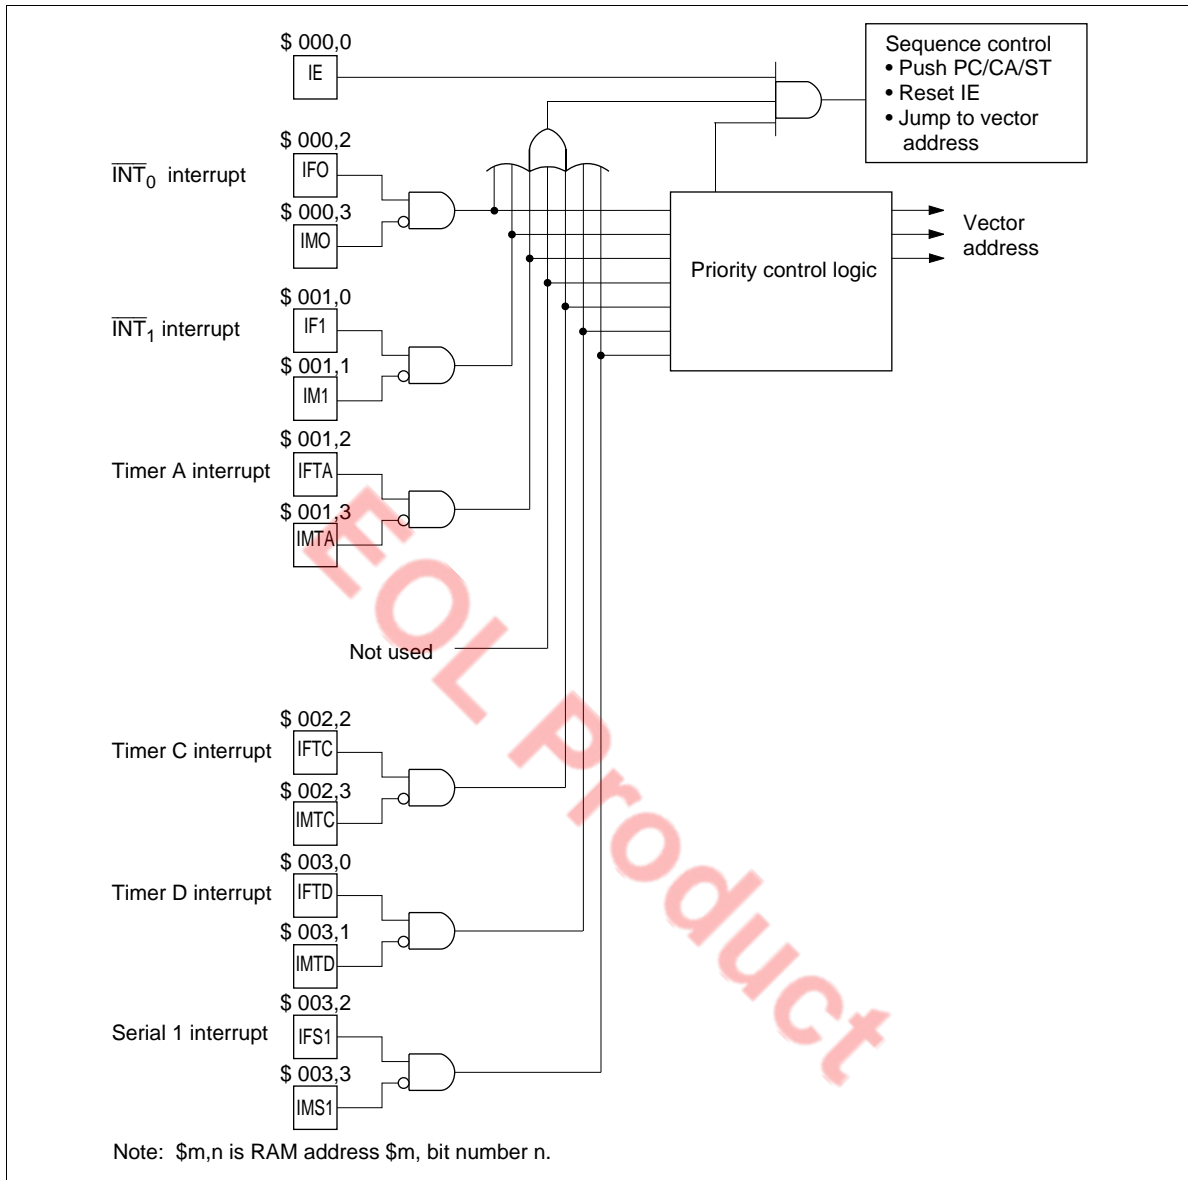 $ 000,0
IE
Sequence control
• Push PC/CA/ST
• Reset IE
• Jump to vector
address
$ 000,2
INT0 interrupt
IFO
$ 000,3
IMO
Vector
address
Priority control logic
$ 001,0
INT1 interrupt
IF1
$ 001,1
IM1
$ 001,2
Timer A interrupt
IFTA
$ 001,3
IMTA
Not used
$ 002,2
Timer C interrupt
IFTC
$ 002,3
IMTC
$ 003,0
Timer D interrupt
IFTD
$ 003,1
IMTD
$ 003,2
Serial 1 interrupt
IFS1
$ 003,3
IMS1
Note: $m,n is RAM address $m, bit number n.
EOL Product